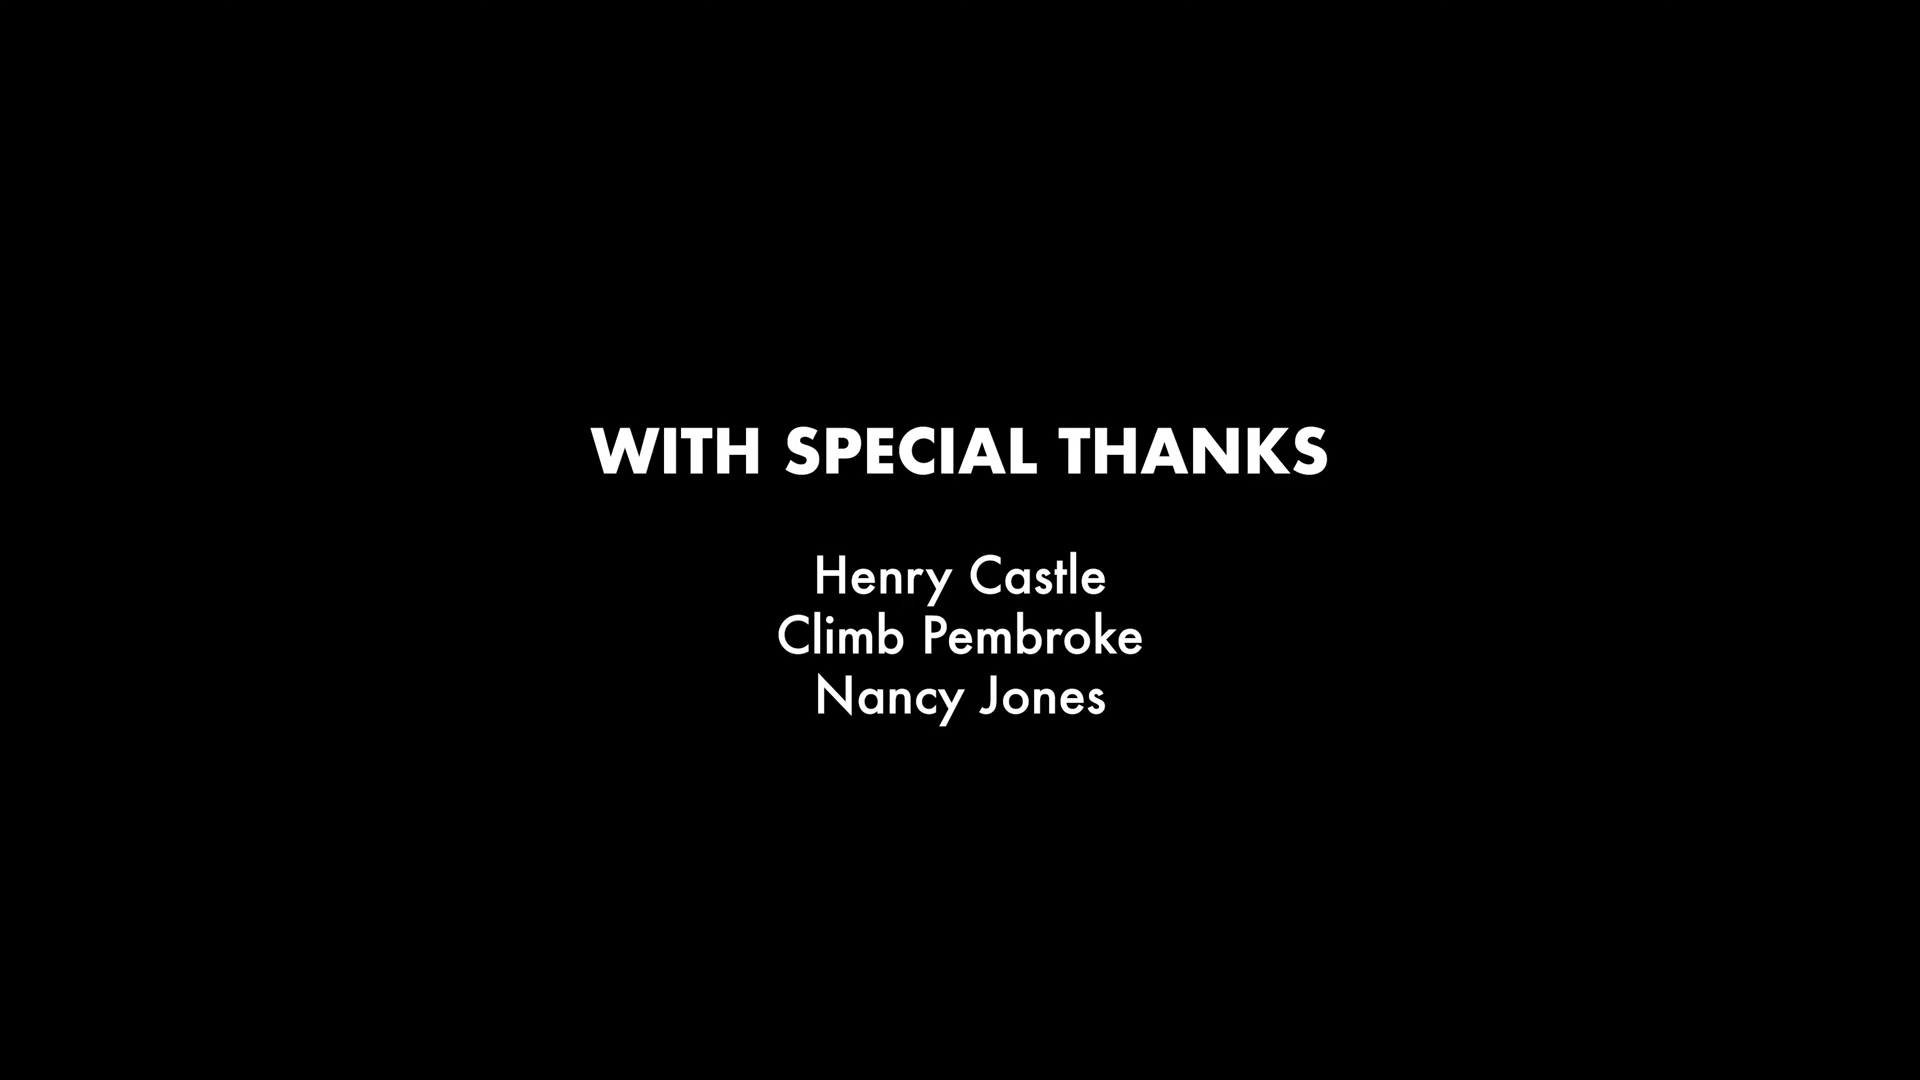 WITH SPECIAL THANKS
Henry Castle
Climb Pembroke
Nancy Jones